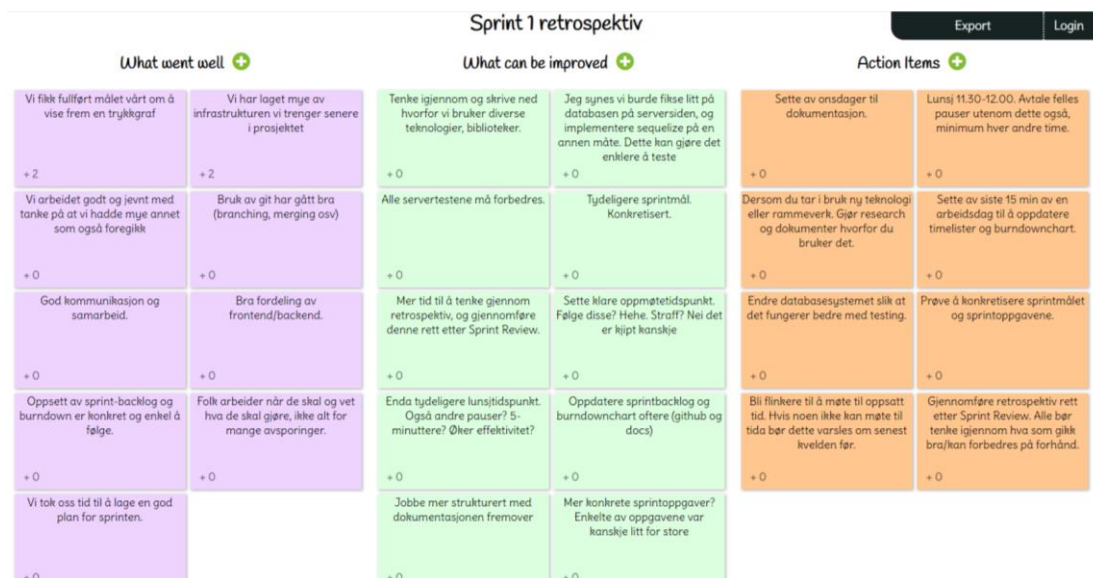 Sprint 1 retrospektiv
Export
Login
What went well
Vi fikk fullført målet vårt om å
vise frem en trykkgraf
+ 2
Vi har laget mye av
infrastrukturen vi trenger senere
i prosjektet
+ 2
Vi arbeidet godt og jevnt med
tanke på at vi hadde mye annet
som også foregikk
+ 0
Bruk av git har gått bra
(branching, merging osv)
+ 0
God kommunikasjon og
samarbeid.
+ 0
Bra fordeling av
frontend/backend.
+ 0
Oppsett av sprint-backlog og
burndown er konkret og enkel å
følge.
+ 0
Folk arbeider når de skal og vet
hva de skal gjøre, ikke alt for
mange avsporinger.
+ 0
Vi tok oss tid til å lage en god
plan for sprinten.
+ 0
What can be improved
Tenke igjennom og skrive ned
hvorfor vi bruker diverse
teknologier, biblioteker.
+ 0
Jeg synes vi burde fikse litt på
databasen på serversiden, og
implementere sequelize på en
annen måte. Dette kan gjøre det
enklere å teste
+ 0
Alle servertestene må forbedres.
+ 0
Tydeligere sprintmål.
Konkretisert.
+ 0
Mer tid til å tenke gjennom
retrospektiv, og gjennomføre
denne rett etter Sprint Review.
+ 0
Sette klare oppmøtetidspunkt.
Følge disse? Hehe. Straff? Nei det
er kjipt kanskje
+ 0
Enda tydeligere lunsjtidspunkt.
Også andre pauser? 5-
minuttere? Øker effektivitet?
+ 0
Oppdatere sprintbacklog og
burndownchart oftere (github og
docs)
+ 0
Jobbe mer strukturert med
dokumentasjonen fremover
+ 0
Mer konkrete sprintoppgaver?
Enkelte av oppgavene var
kanskje litt for store
+ 0
Action Items
Sette av onsdager til
dokumentasjon.
+ 0
Lunsj 11.30-12.00. Avtale felles
pauser utenom dette også,
minimum hver andre time.
+ 0
Dersom du tar i bruk ny teknologi
eller rammeverk. Gjør research
og dokumenter hvorfor du
bruker det.
+ 0
Sette av siste 15 min av en
arbeidsdag til å oppdatere
timelister og burndownchart.
+ 0
Endre databasesystemet slik at
det fungerer bedre med testing.
+ 0
Prøve å konkretisere sprintmålet
og sprintoppgavene.
+ 0
Bli flinkere til å møte til oppsatt
tid. Hvis noen ikke kan møte til
tida bør dette varsles om senest
kvelden før.
+ 0
Gjennomføre retrospektiv rett
etter Sprint Review. Alle bør
tenke igjennom hva som gikk
bra/kan forbedres på forhånd.
+ 0